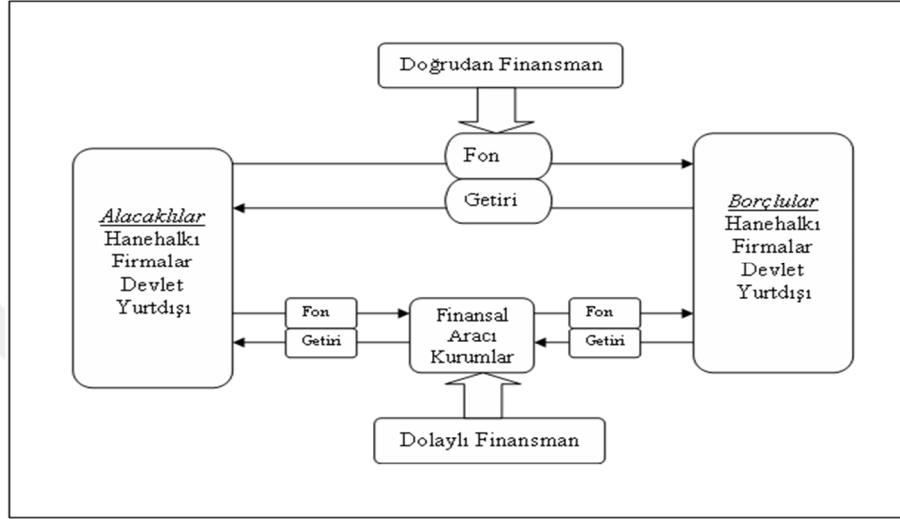 Doğrudan Finansman
Fon
Getiri
Alacaklılar
Hanehalkı
Firmalar
Devlet
Yurtdışı
Borçlular
Hanehalkı
Firmalar
Devlet
Yurtdışı
Fon
Getiri
Finansal
Aracı
Kurumlar
Fon
Getiri
Dolaylı Finansman